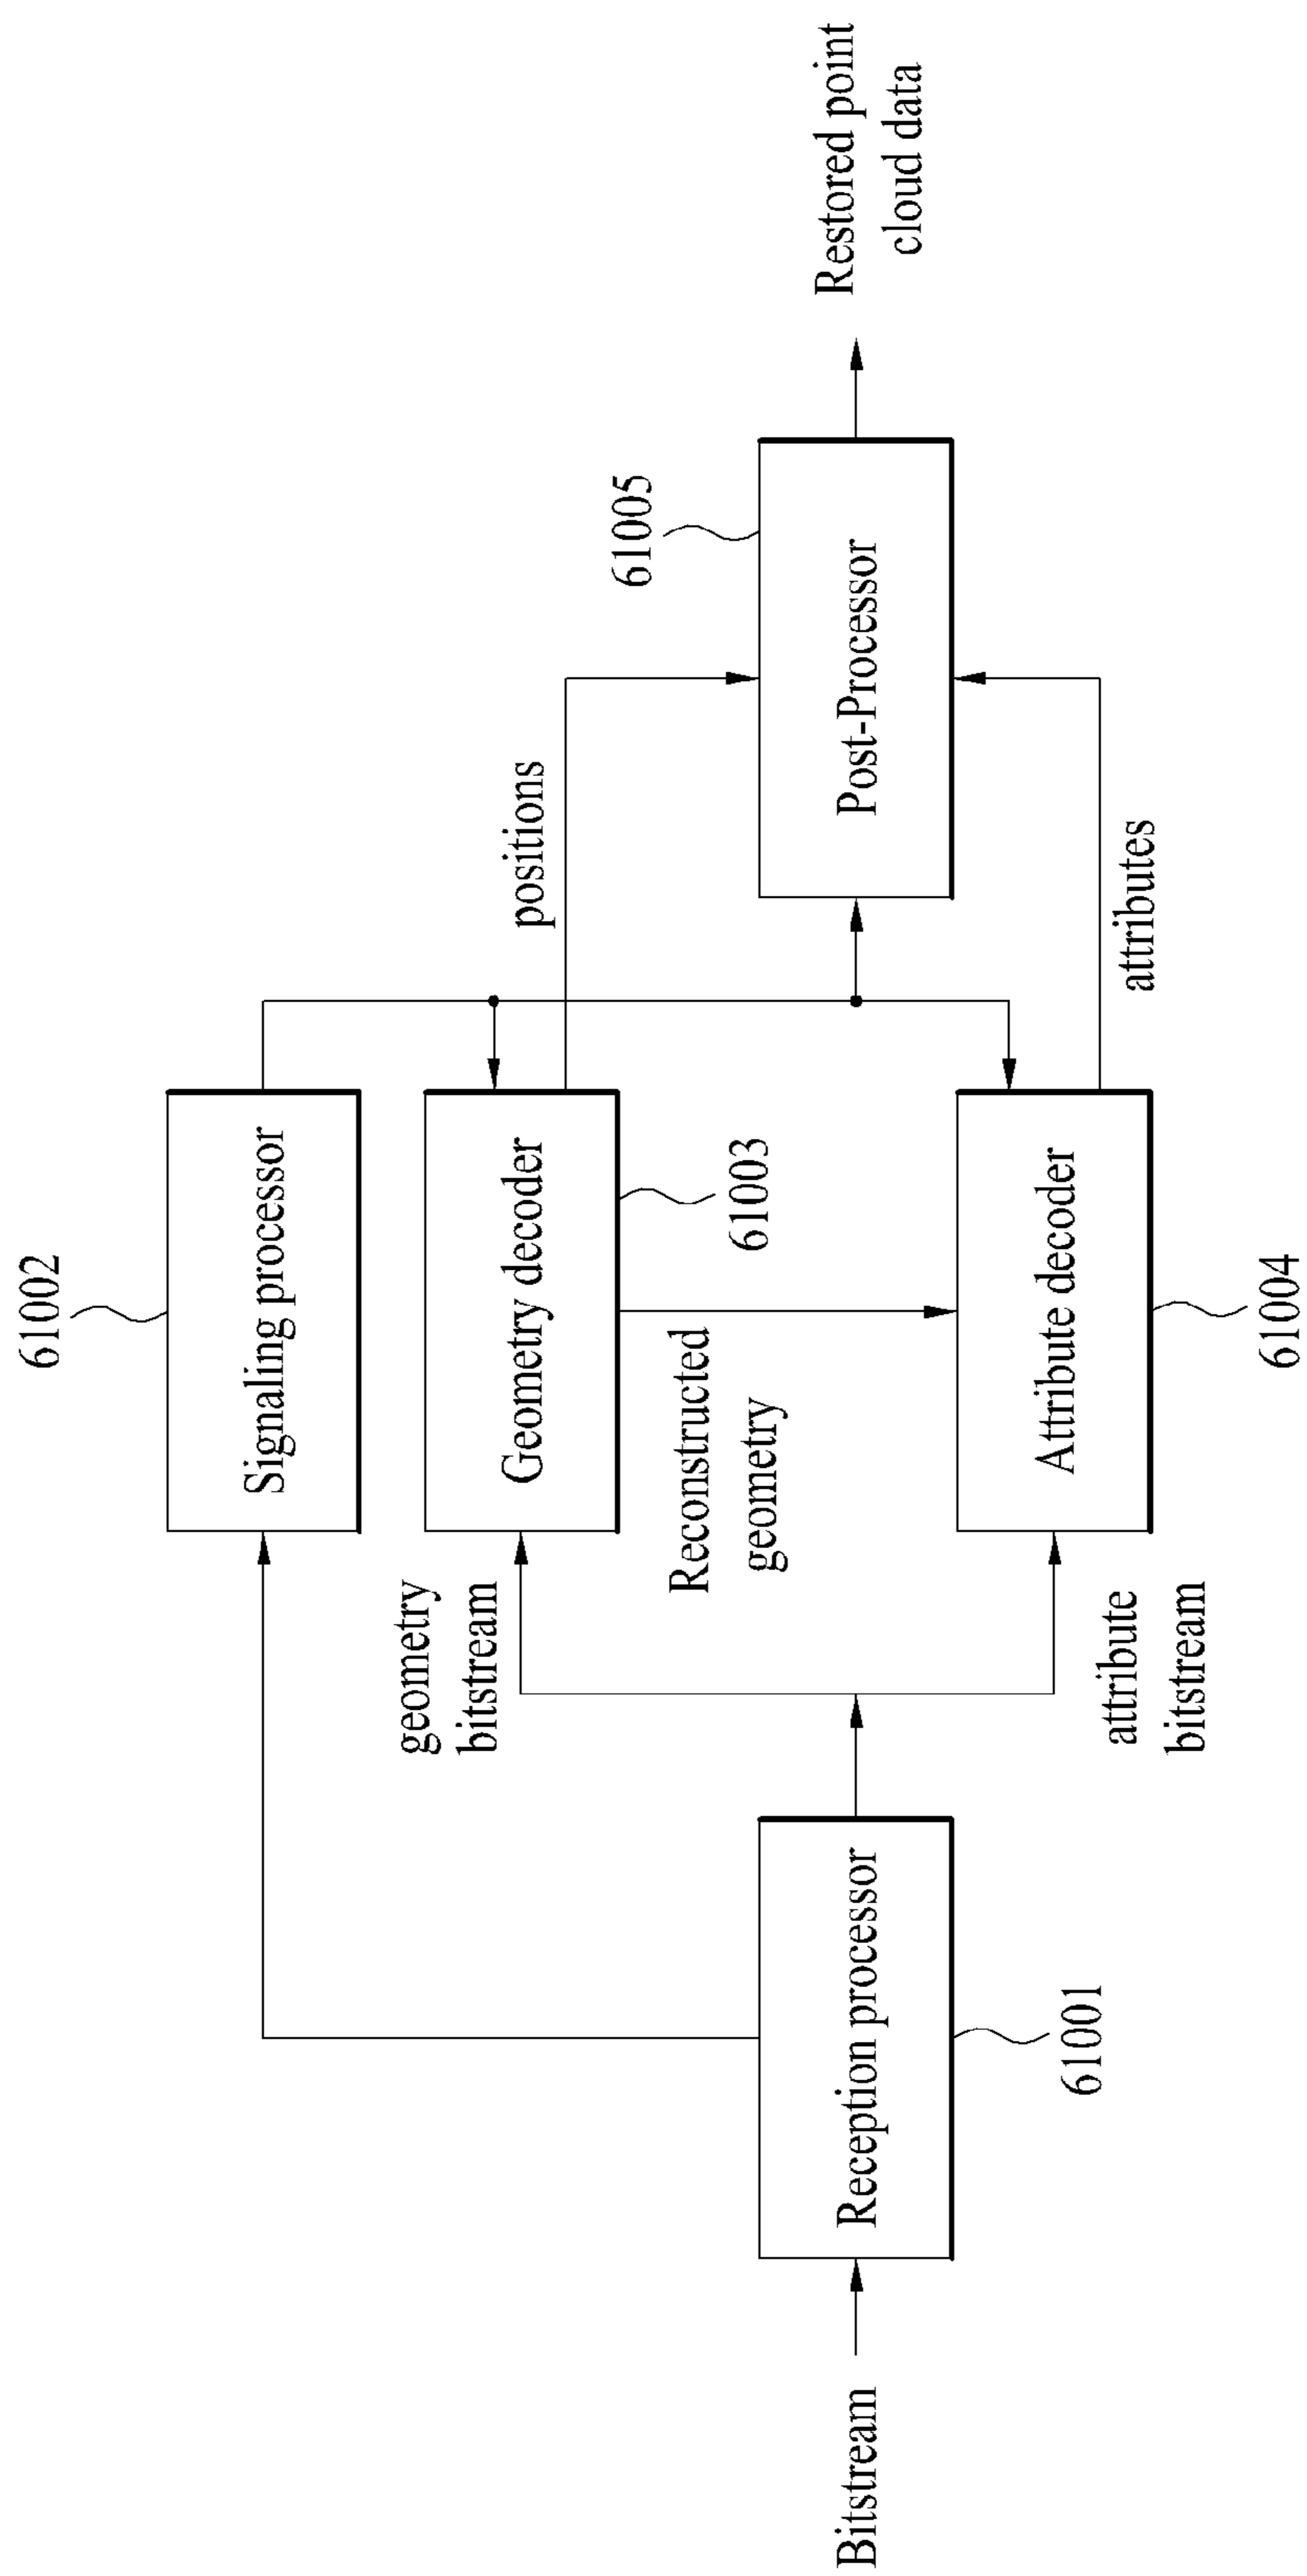 Bitstream
Reception processor
61001
61002
Signaling processor
geometry
bitstream
Geometry decoder
61003
Reconstructed
geometry
attribute
bitstream
Attribute decoder
61004
positions
attributes
61005
Post-Processor
Restored point
cloud data